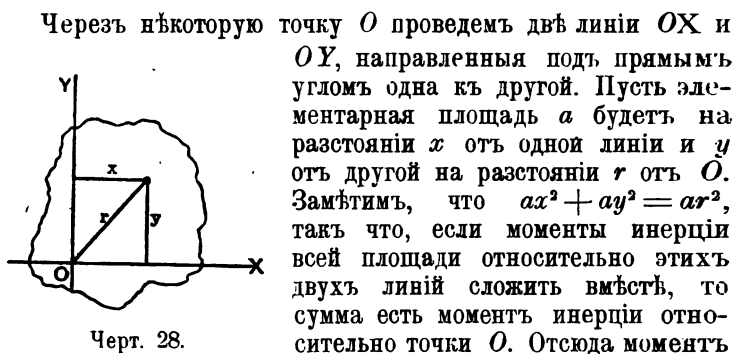 Черезъ нѣкоторую точку O проведемъ двѣ линіи OX и
OY, направленныя подъ прямымъ
угломъ одна къ другой. Пусть эле-
ментарная площадь a будетъ на
разстояніи x отъ одной линіи и y
отъ другой на разстояніи r отъ O.
Замѣтимъ, что ax² + ay² = ar²,
такъ что, если моменты инерціи
всей площади относительно этихъ
двухъ линій сложить вмѣстѣ, то
сумма есть моментъ инерціи отно-
сительно точки O. Отсюда моментъ
Y
x
r
y
O
X
Черт. 28.